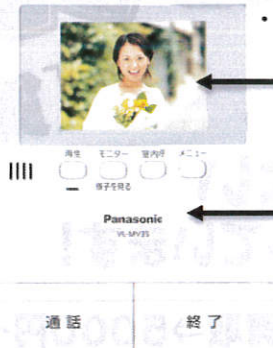 再生 モニター 室内呼 メニュー
様子を見る
Panasonic
VL-MV35
通話 終了